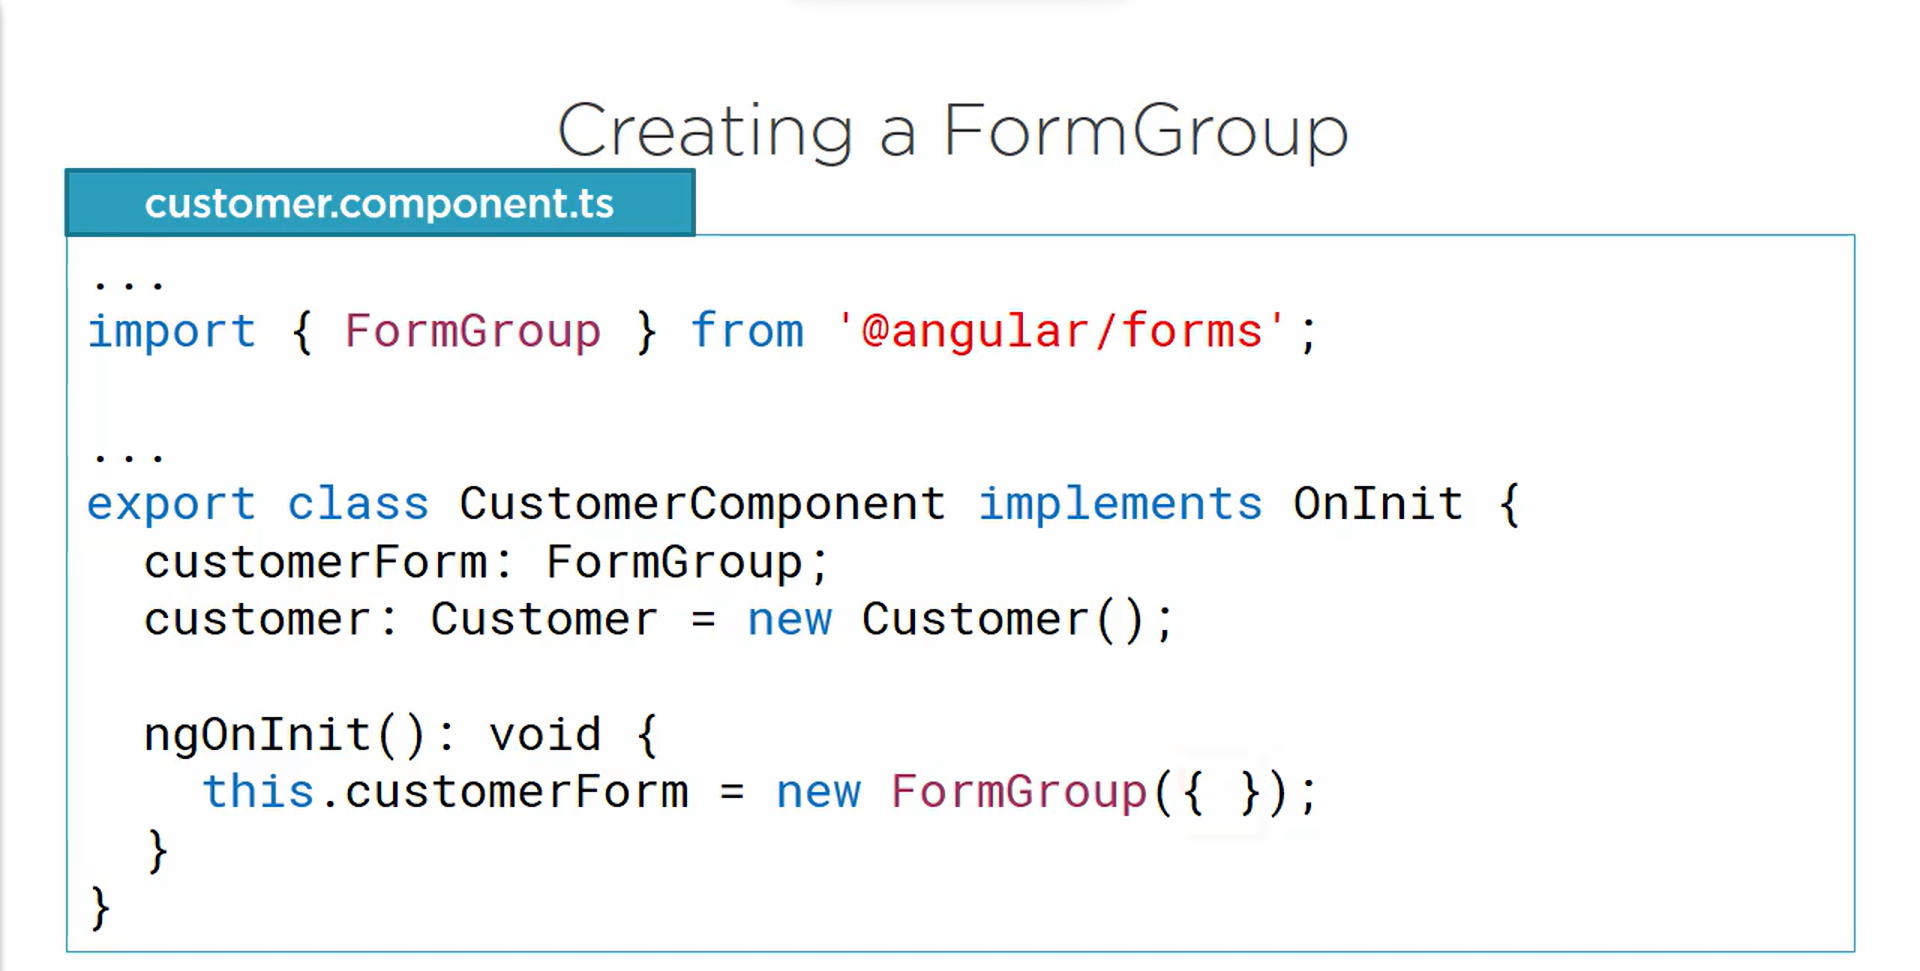 Creating a FormGroup
customer.component.ts
...
import { FormGroup } from '@angular/forms';
...
export class CustomerComponent implements OnInit {
customerForm: FormGroup;
customer: Customer = new Customer();
ngOnInit(): void {
this.customerForm = new FormGroup({ });
}
}